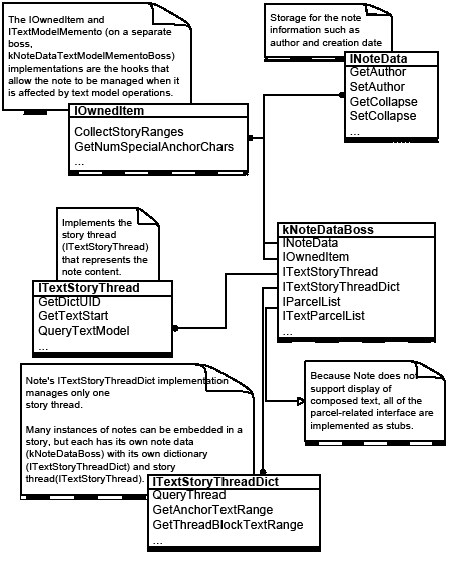 The IOwnedItem and
ITextModelMemento (on a separate
boss,
kNoteDataTextModelMementoBoss)
implementations are the hooks that
allow the note to be managed when it
is affected by text model operations.
Storage for the note
information such as
author and creation date
INoteData
GetAuthor
SetAuthor
GetCollapse
SetCollapse
...
IOwnedItem
CollectStoryRanges
GetNumSpecialAnchorChars
...
Implements the
story thread
(ITextStoryThread)
that represents the
note content.
kNoteDataBoss
INoteData
IOwnedItem
ITextStoryThread
ITextStoryThreadDict
IParcelList
ITextParcelList
...
ITextStoryThread
GetDictUID
GetTextStart
QueryTextModel
...
Note's ITextStoryThreadDict implementation
manages only one
story thread.
Many instances of notes can be embedded in a
story, but each has its own note data
(kNoteDataBoss) with its own dictionary
(ITextStoryThreadDict) and story
thread(ITextStoryThread).
Because Note does not
support display of
composed text, all of the
parcel-related interface are
implemented as stubs.
ITextStoryThreadDict
QueryThread
GetAnchorTextRange
GetThreadBlockTextRange
...